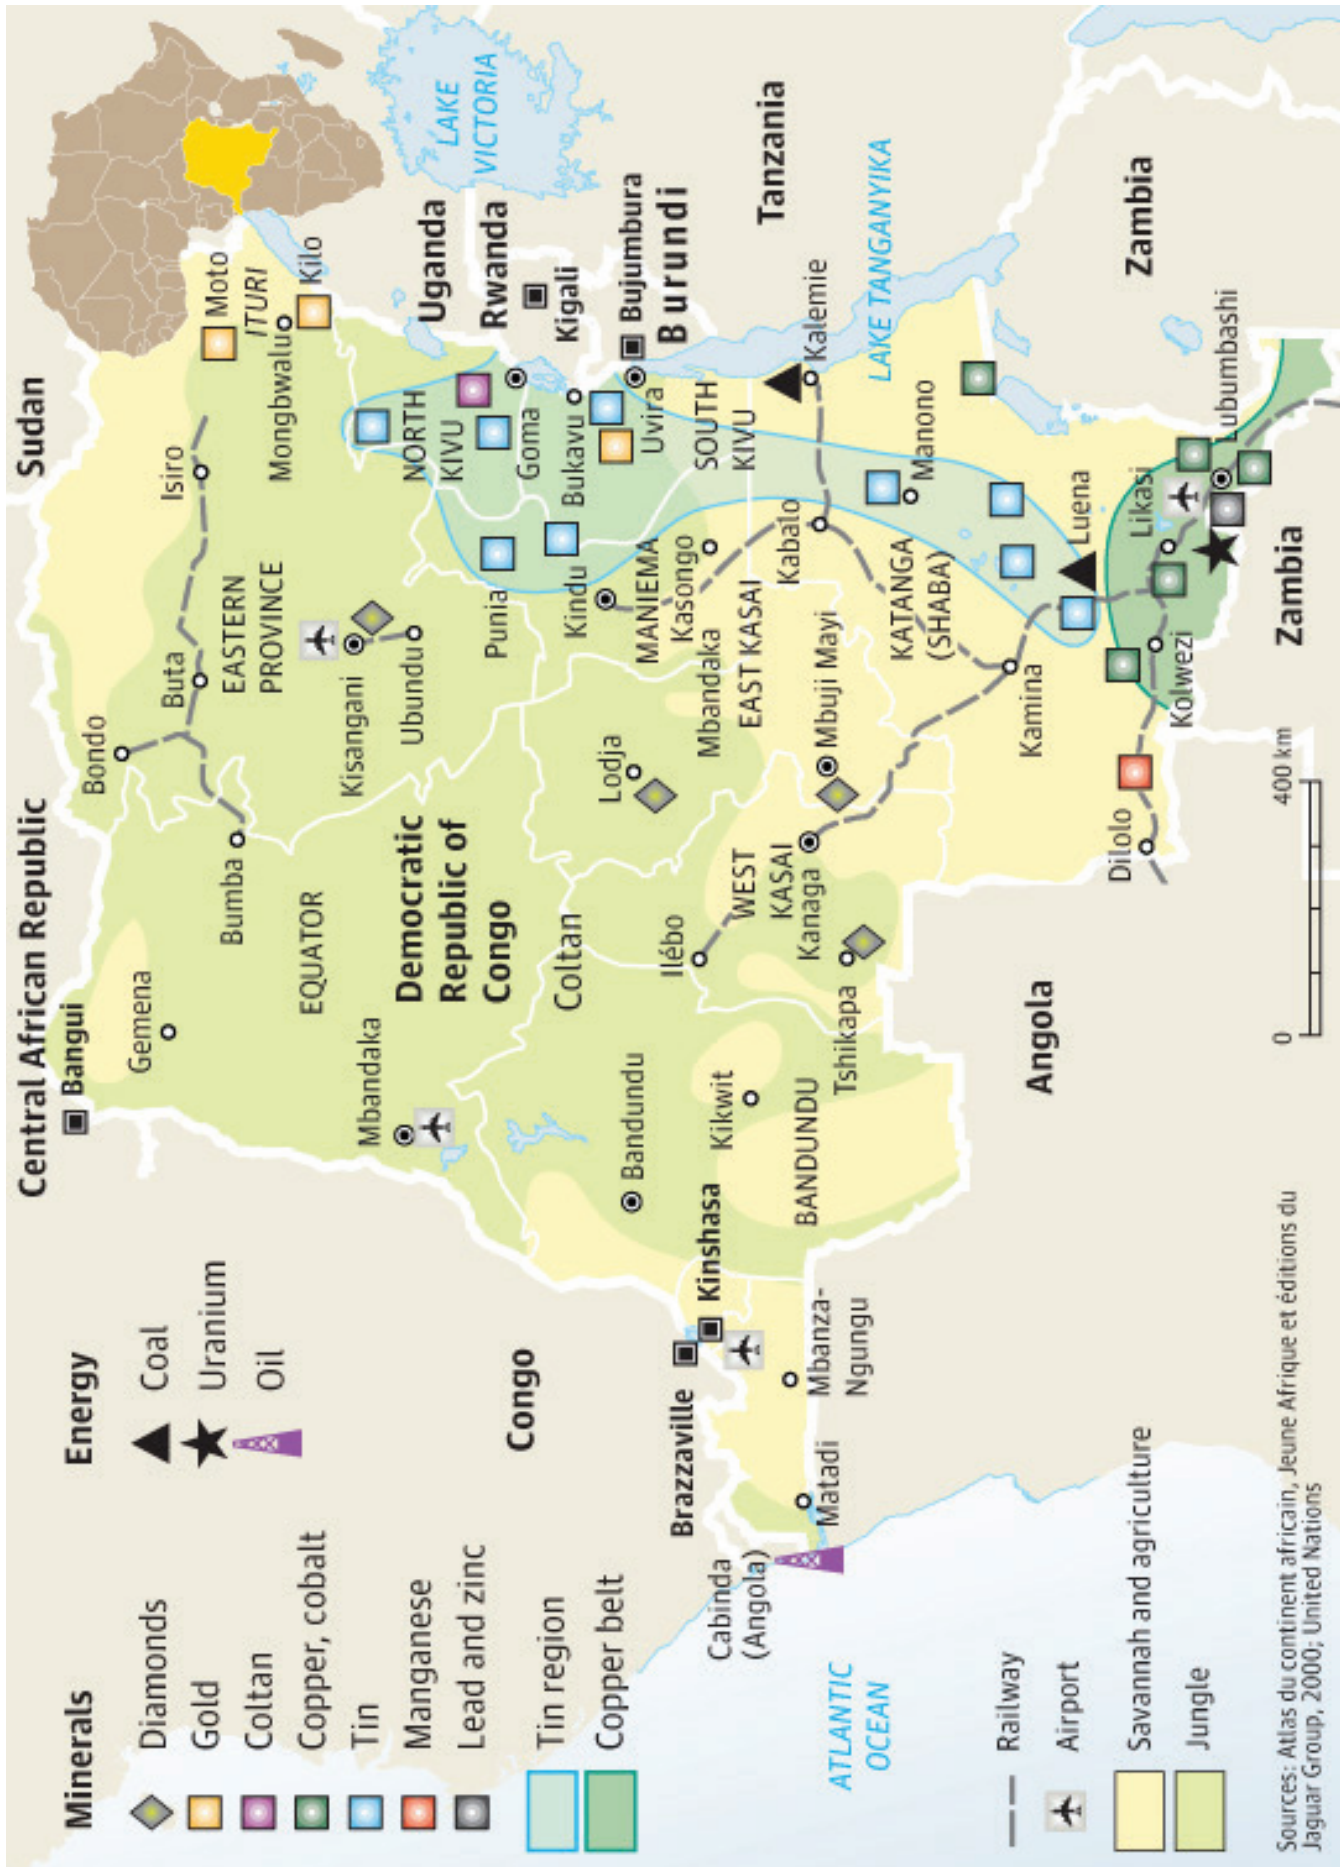 Minerals
Diamonds
Gold
Coltan
Copper, cobalt
Tin
Manganese
Lead and zinc
Tin region
Copper belt
Energy
Coal
Uranium
Oil
Railway
Airport
Savannah and agriculture
Jungle
Central African Republic
Sudan
Bangui
Bondo
Gemena
Buta
Isiro
Moto
ITURI
Kilo
Mongbwalu
Bumba
EASTERN
PROVINCE
EQUATOR
Kisangani
Ubundu
Mbandaka
Democratic
Republic of
Congo
Coltan
NORTH
KIVU
Uganda
LAKE
VICTORIA
Rwanda
Kigali
Goma
Bukavu
Punia
Kindu
Uvira
Bujumbura
Burundi
Congo
Bandundu
Lodja
MANIEMA
Kasongo
SOUTH
KIVU
Tanzania
Brazzaville
Kinshasa
Kikwit
Ilébo
Mbandaka
EAST KASAI
WEST
KASAI
Kanaga
Mbuji Mayi
Kabalo
Kalemie
Cabinda
(Angola)
Matadi
Mbanza-
Ngungu
BANDUNDU
Tshikapa
KATANGA
(SHABA)
Manono
LAKE TANGANYIKA
ATLANTIC
OCEAN
Angola
Kamina
Luena
Dilolo
Kolwezi
Likasi
Lubumbashi
Zambia
Zambia
0
400 km
Sources: Atlas du continent africain, Jeune Afrique et éditions du
Jaguar Group, 2000; United Nations